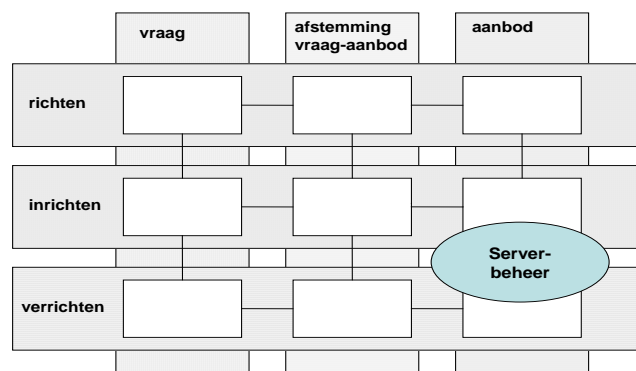 vraag
afstemming
vraag-aanbod
aanbod
richten
inrichten
Server-
beheer
verrichten